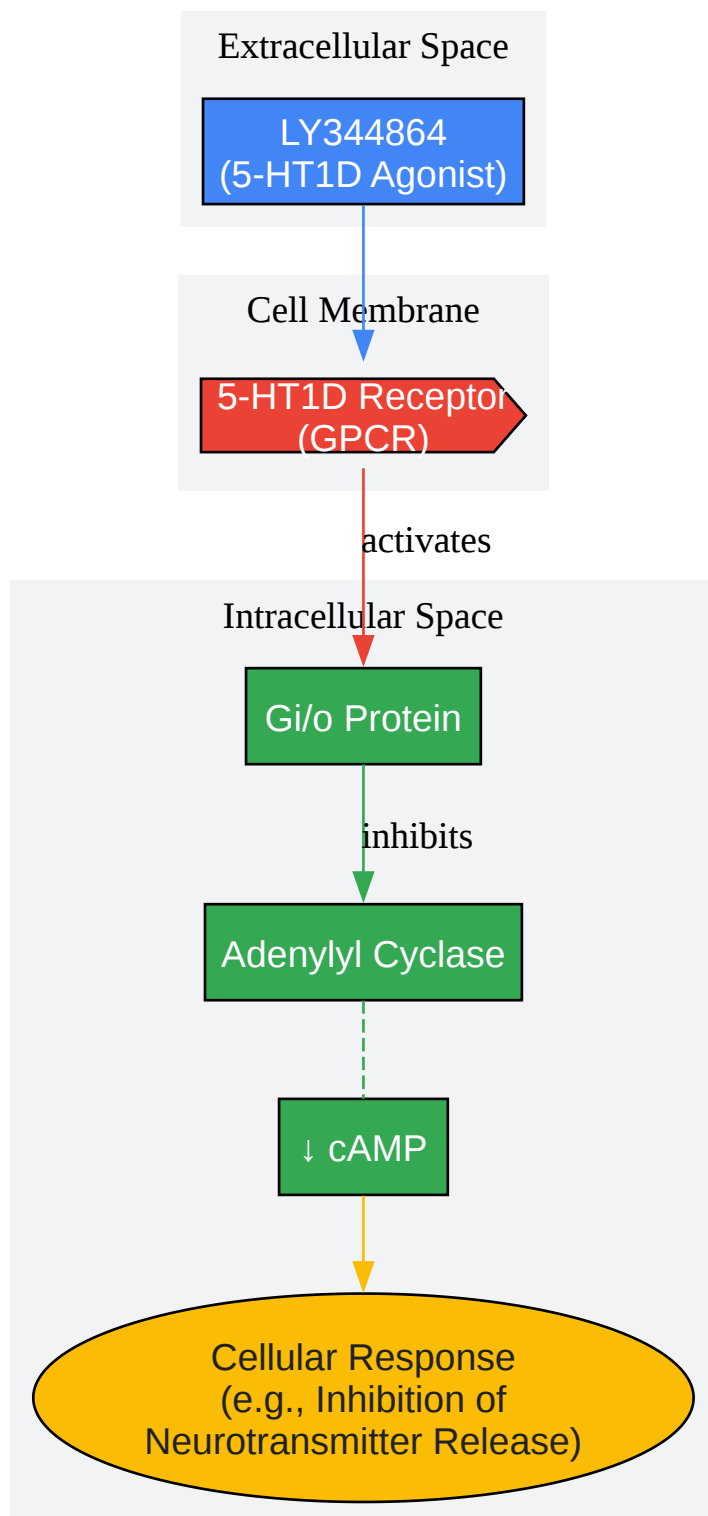 Extracellular Space
LY344864
(5-HT1D Agonist)
Cell Membrane
5-HT1D Receptor
(GPCR)
activates
Intracellular Space
Gi/o Protein
inhibits
Adenylyl Cyclase
↓ cAMP
Cellular Response
(e.g., Inhibition of
Neurotransmitter Release)